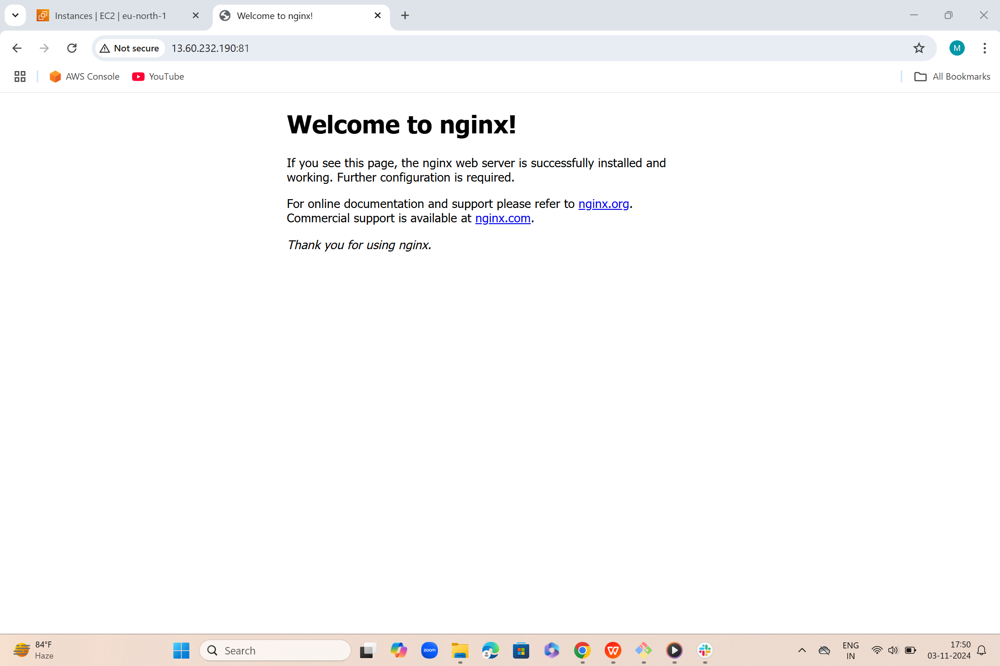 Instances | EC2 | eu-north-1
Welcome to nginx!
Not secure
13.60.232.190:81
M
AWS Console
YouTube
All Bookmarks
Welcome to nginx!
If you see this page, the nginx web server is successfully installed and
working. Further configuration is required.
For online documentation and support please refer to nginx.org.
Commercial support is available at nginx.com.
Thank you for using nginx.
84°F
Haze
Search
zoom
ENG
IN
17:50
03-11-2024